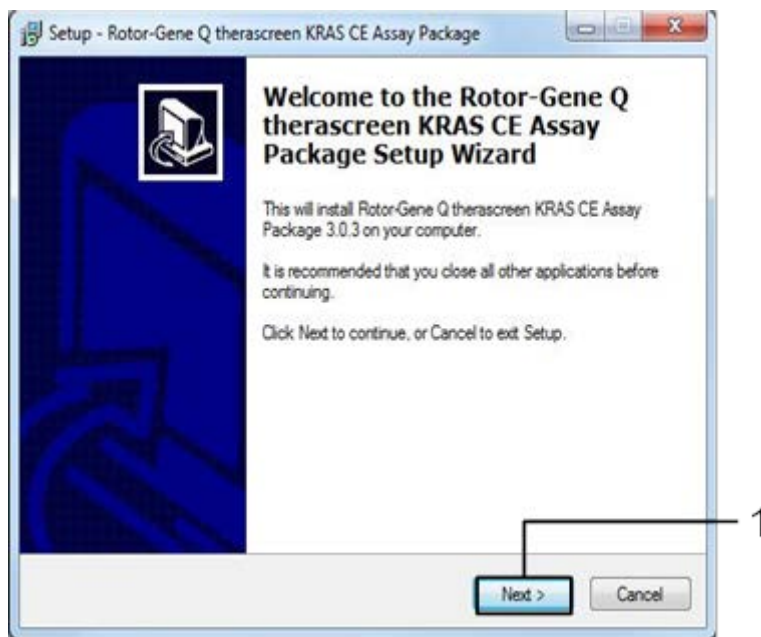 Setup - Rotor-Gene Q therascreen KRAS CE Assay Package
Welcome to the Rotor-Gene Q
therascreen KRAS CE Assay
Package Setup Wizard
This will install Rotor-Gene Q therascreen KRAS CE Assay
Package 3.0.3 on your computer.
It is recommended that you close all other applications before
continuing.
Click Next to continue, or Cancel to exit Setup.
1
Next >
Cancel